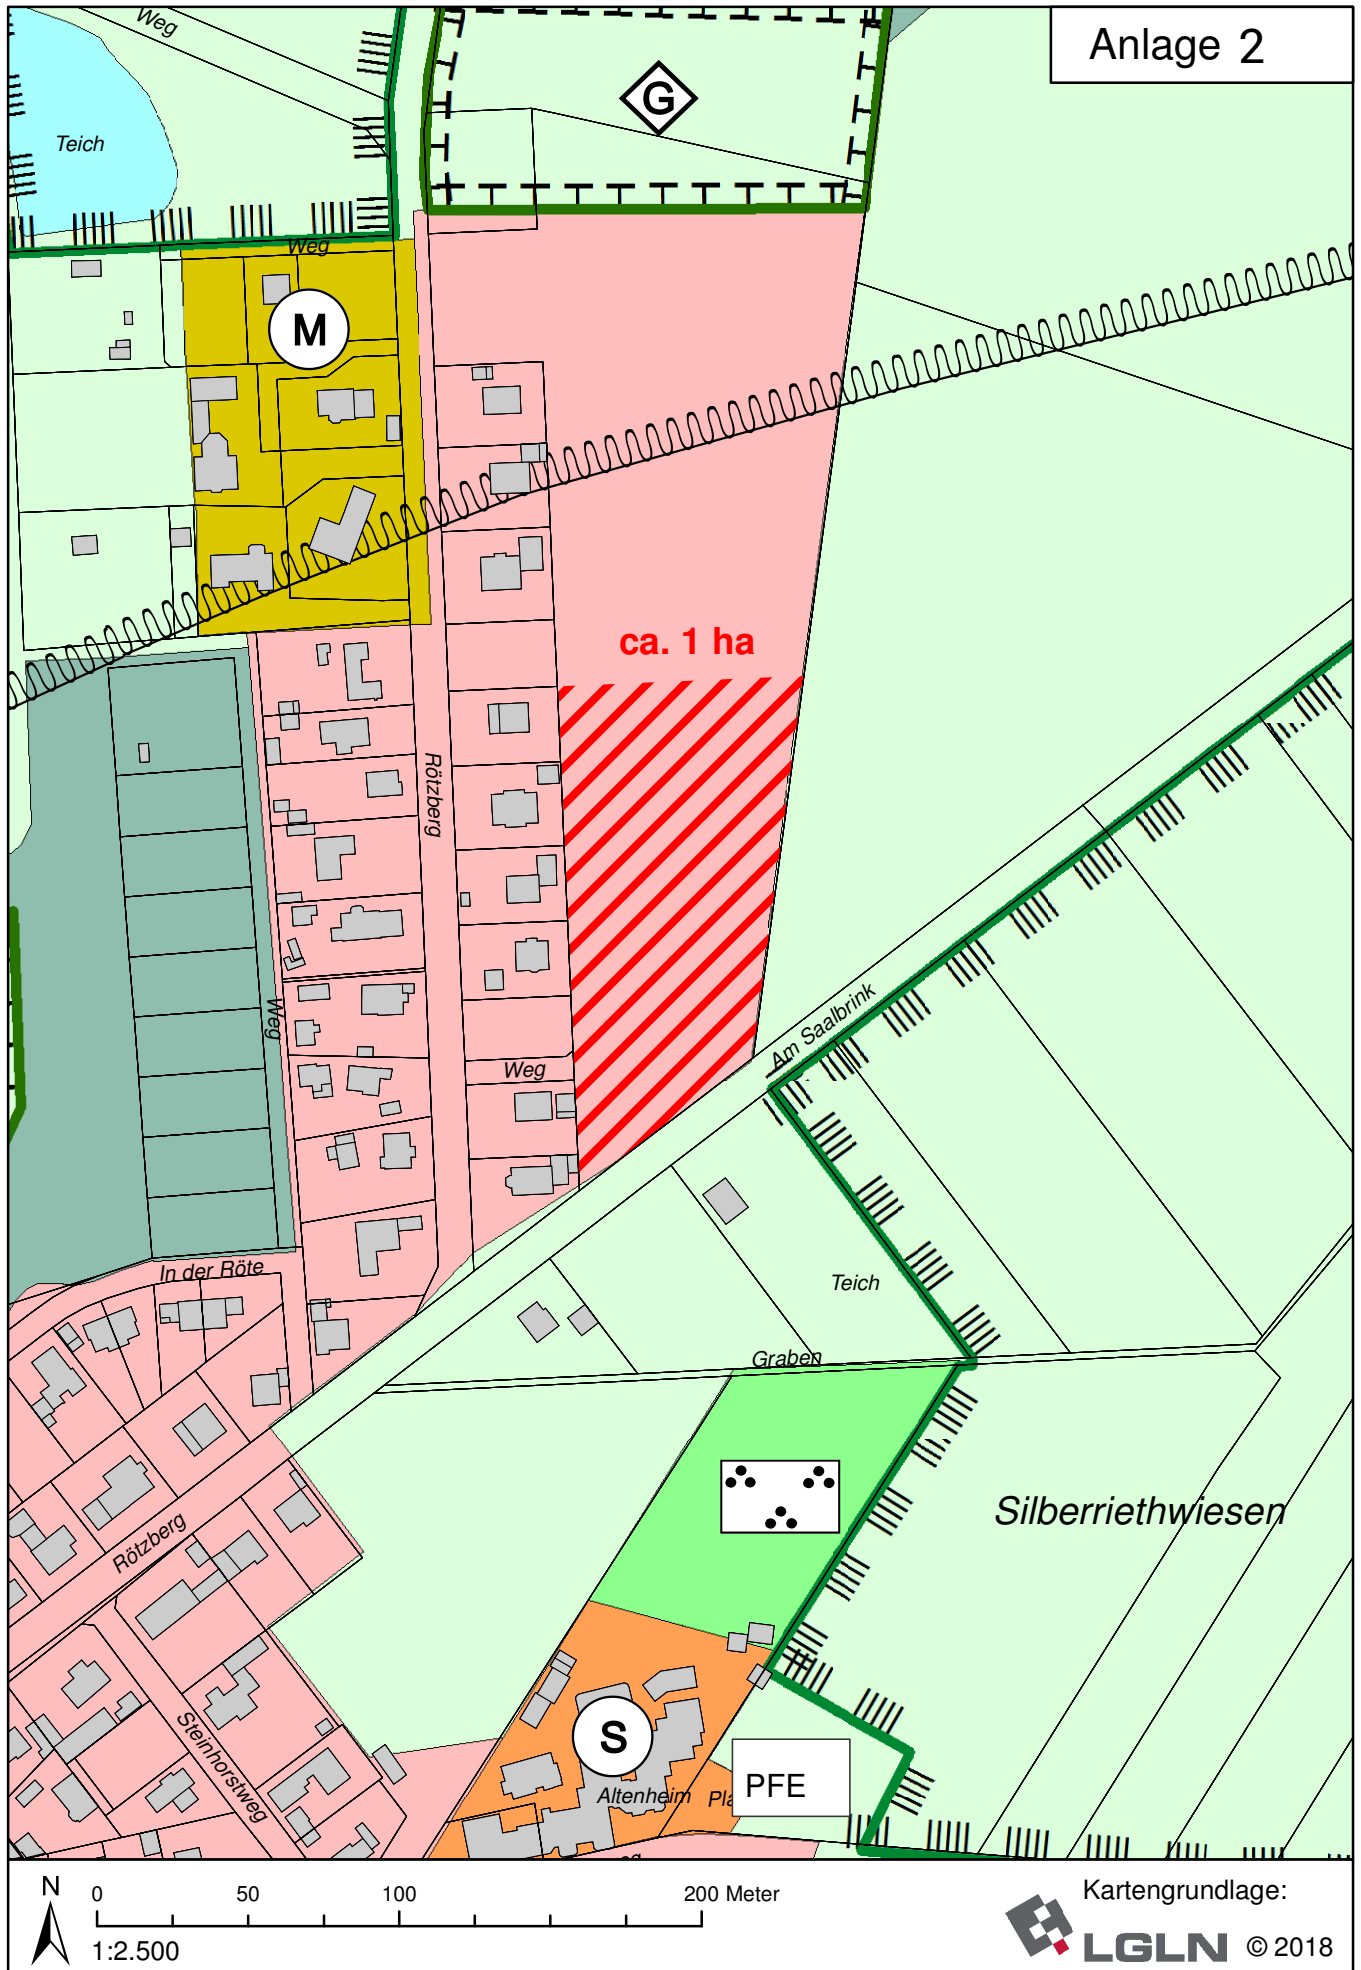 Anlage 2
Weg
G
Teich
Weg
M
ca. 1 ha
Rötzberg
Weg
Am Saalbrink
Weg
In der Röte
Teich
Graben
Silberriethwiesen
Rötzberg
Steinhorstweg
S
Altenheim
PFE
N
0 50 100 200 Meter
1:2.500
Kartengrundlage:
LGLN © 2018